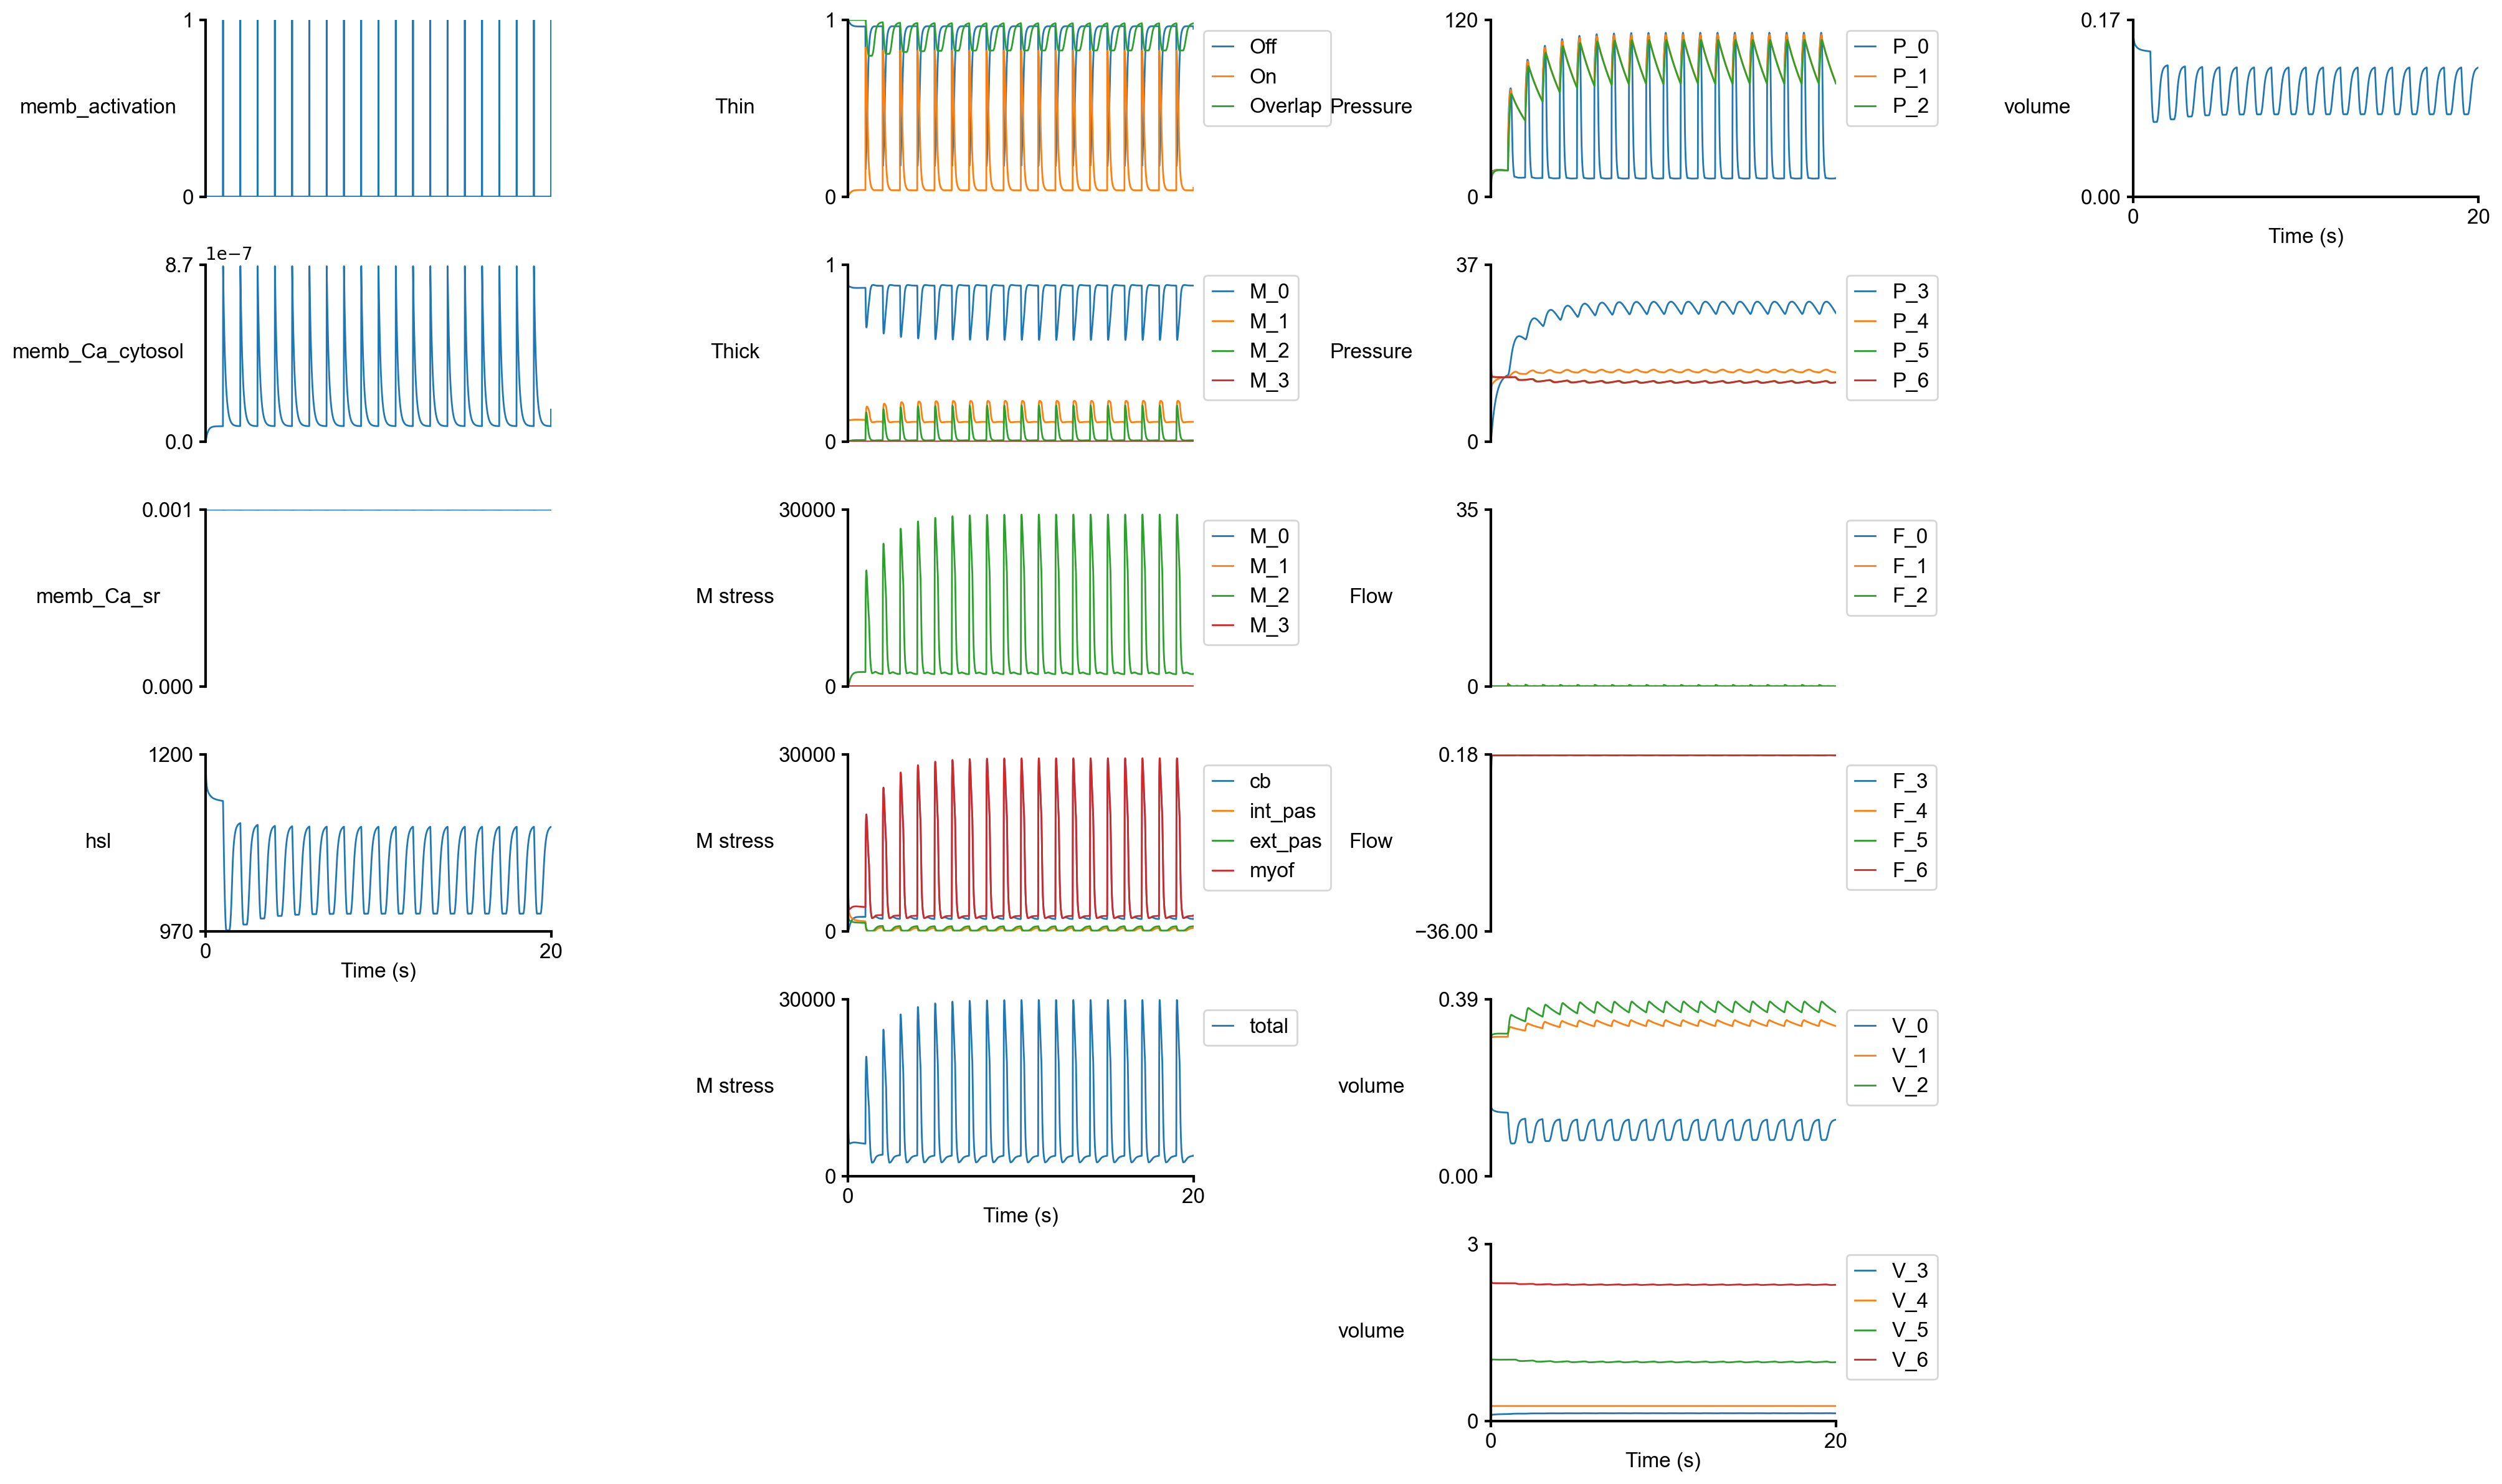 memb_activation
1
0
Thin
1
0
Off
On
Overlap
Pressure
120
0
P_0
P_1
P_2
volume
0.17
0.00
0
20
Time (s)
memb_Ca_cytosol
1e−7
8.7
0.0
Thick
1
0
M_0
M_1
M_2
M_3
Pressure
37
0
P_3
P_4
P_5
P_6
memb_Ca_sr
0.001
0.000
M stress
30000
0
M_0
M_1
M_2
M_3
Flow
35
0
F_0
F_1
F_2
hsl
1200
970
0
20
Time (s)
M stress
30000
0
cb
int_pas
ext_pas
myof
Flow
0.18
−36.00
F_3
F_4
F_5
F_6
M stress
30000
0
0
20
Time (s)
total
volume
0.39
0.00
V_0
V_1
V_2
volume
3
0
0
20
Time (s)
V_3
V_4
V_5
V_6